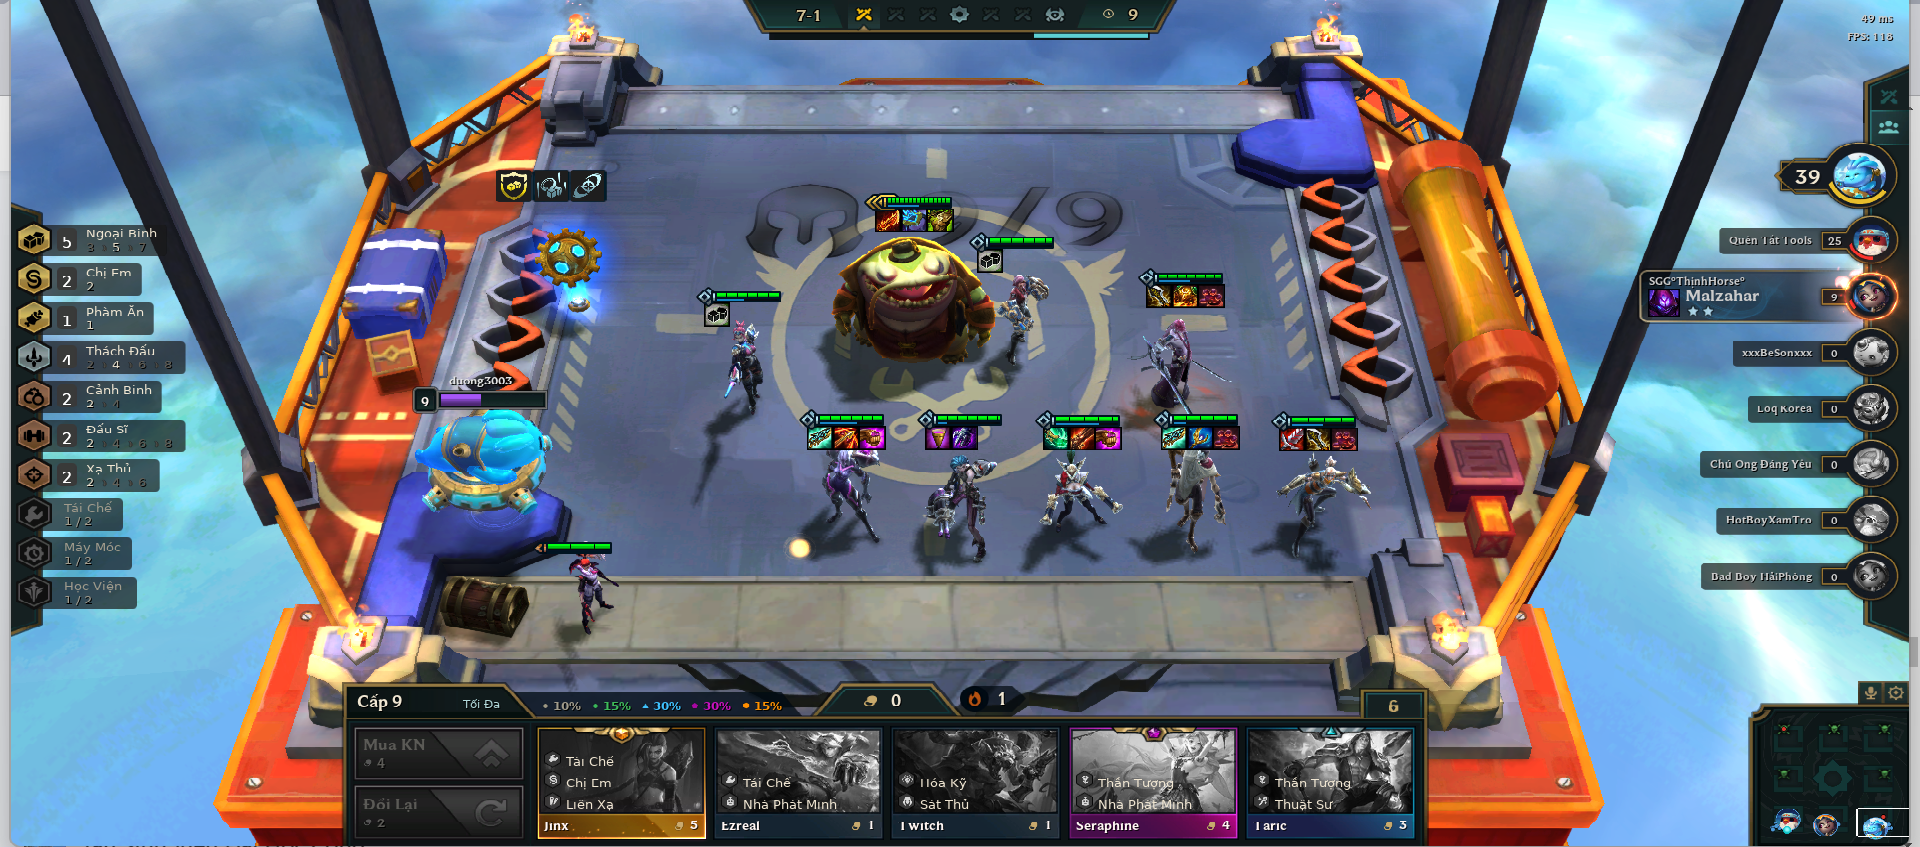 7-1
9
49 ms
FPS: 118
9/9
5 Ngoại Binh
3 › 5 › 7
2 Chị Em
2
1 Phàm Ăn
1
4 Thách Đấu
2 › 4 › 6 › 8
2 Cảnh Binh
2 › 4
2 Đấu Sĩ
2 › 4 › 6 › 8
2 Xạ Thủ
2 › 4 › 6
Tái Chế
1 / 2
Máy Móc
1 / 2
Học Viện
1 / 2
duong3003
9
39
Quên Tất Tools 25
SGG°ThinhHorse°
Malzahar
9
xxxBeSonxxx 0
Loq Korea 0
Chú Ong Đáng Yêu 0
HotBoyXamTro 0
Bad Boy HảiPhòng 0
Cấp 9
Tối Đa
10% 15% 30% 30% 15%
0
1
6
Mua KN
4
Đổi Lại
2
Tái Chế
Chị Em
Liên Xạ
Jinx 5
Tái Chế
Nhà Phát Minh
Ezreal 1
Hóa Kỹ
Sát Thủ
Twitch 1
Thần Tượng
Nhà Phát Minh
Seraphine 4
Thần Tượng
Thuật Sư
Taric 3